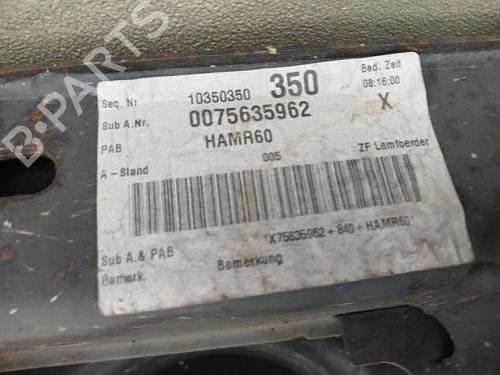 Seq. Nr 10350350 350 Bed. Zeit
08:16:00
Sub A.Nr. 0075635962 X
PAB HAMR60
A - Stand 005 ZF Lemfoerder
*X75635962+840+HAMR60*
Sub A.& PAB
Bemerk. Bemerkung
B-PARTS